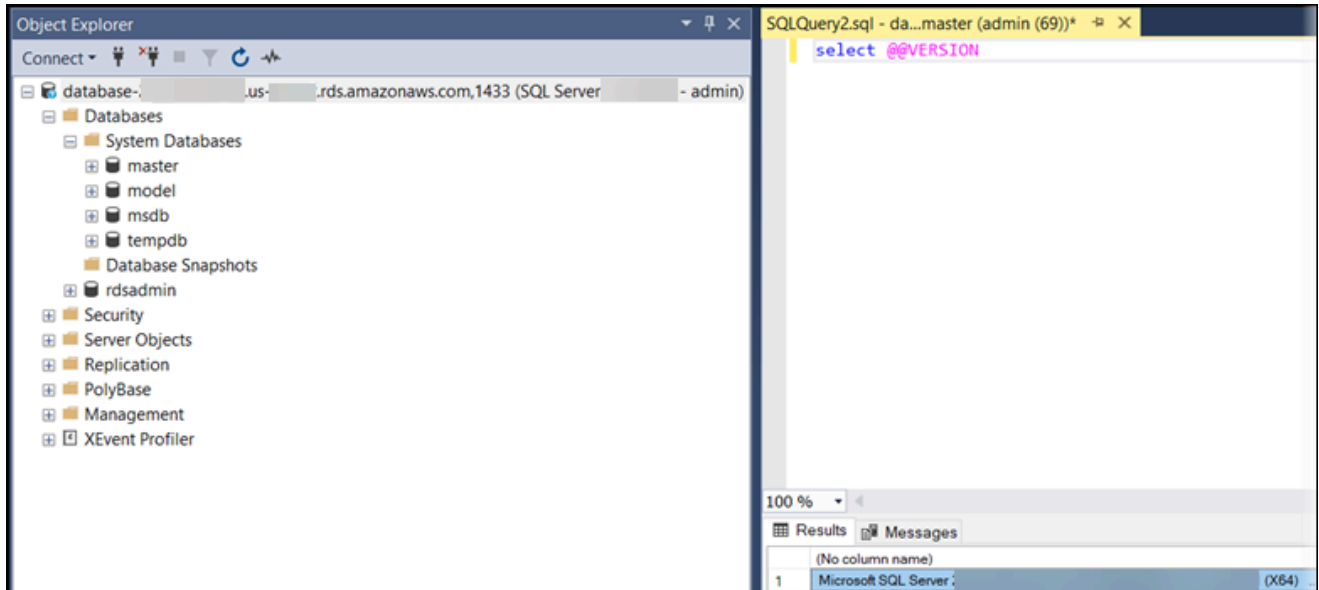 Object Explorer
Connect
database-. .us- .rds.amazonaws.com,1433 (SQL Server - admin)
Databases
System Databases
master
model
msdb
tempdb
Database Snapshots
rdsadmin
Security
Server Objects
Replication
PolyBase
Management
XEvent Profiler
SQLQuery2.sql - da...master (admin (69))*
select @@VERSION
100 %
Results Messages
(No column name)
1 Microsoft SQL Server (X64) ...